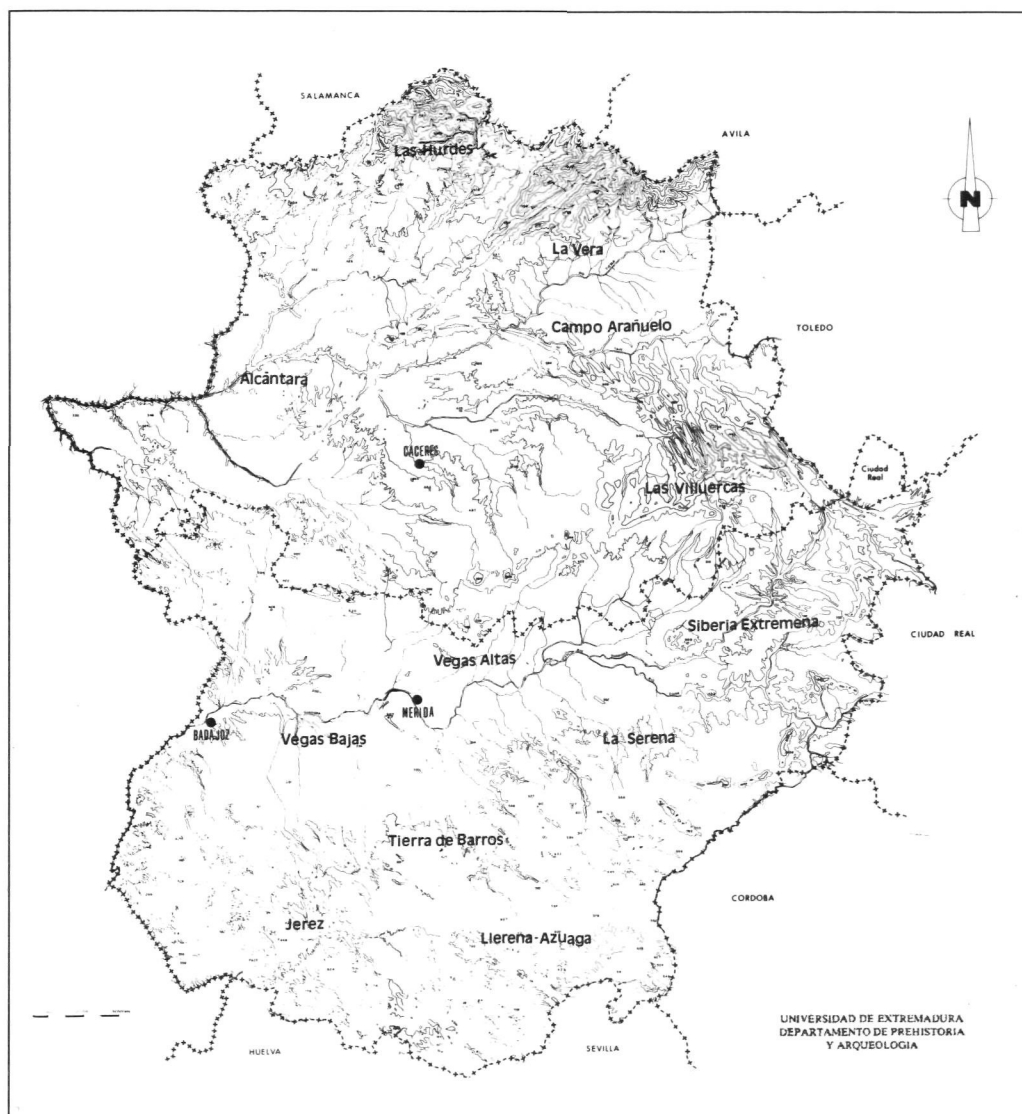 SALAMANCA
AVILA
Las Hurdes
N
La Vera
Campo Arañuelo
TOLEDO
Alcántara
CACERES
Ciudad
Real
Las Villuercas
Siberia Extremeña
CIUDAD REAL
Vegas Altas
MERIDA
BADAJOZ
Vegas Bajas
La Serena
Tierra de Barros
CORDOBA
Jerez
Llerena-Azuaga
UNIVERSIDAD DE EXTREMADURA
DEPARTAMENTO DE PREHISTORIA
Y ARQUEOLOGIA
HUELVA
SEVILLA